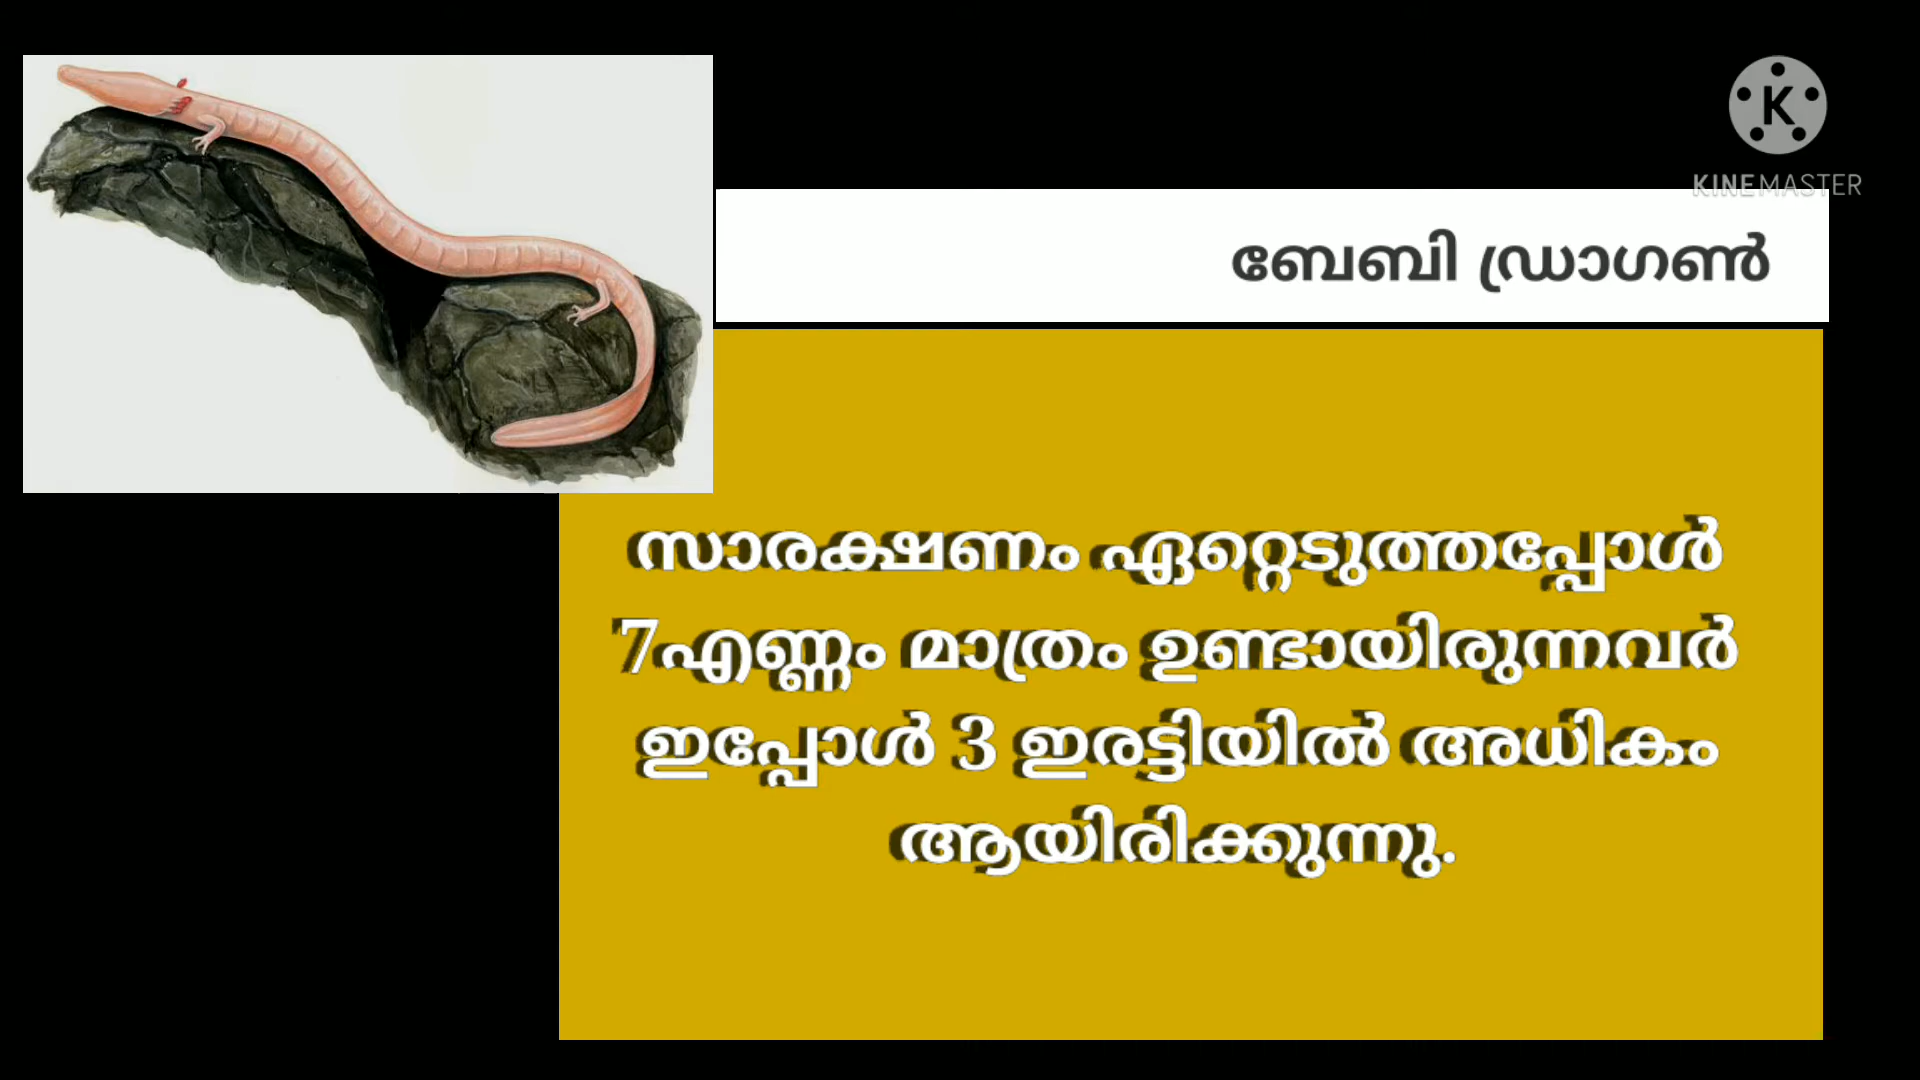 KINEMASTER
ബേബി ഡ്രാഗൺ
സാരക്ഷണം ഏറ്റെടുത്തപ്പോൾ
7എണ്ണം മാത്രം ഉണ്ടായിരുന്നവർ
ഇപ്പോൾ 3 ഇരട്ടിയിൽ അധികം
ആയിരിക്കുന്നു.